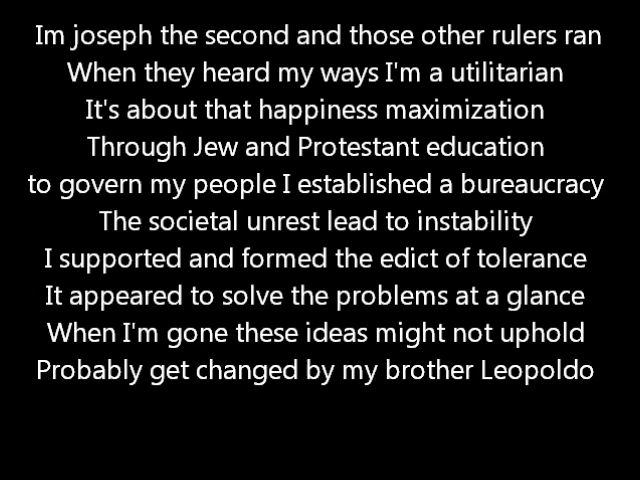 Im joseph the second and those other rulers ran
When they heard my ways I'm a utilitarian
It's about that happiness maximization
Through Jew and Protestant education
to govern my people I established a bureaucracy
The societal unrest lead to instability
I supported and formed the edict of tolerance
It appeared to solve the problems at a glance
When I'm gone these ideas might not uphold
Probably get changed by my brother Leopoldo